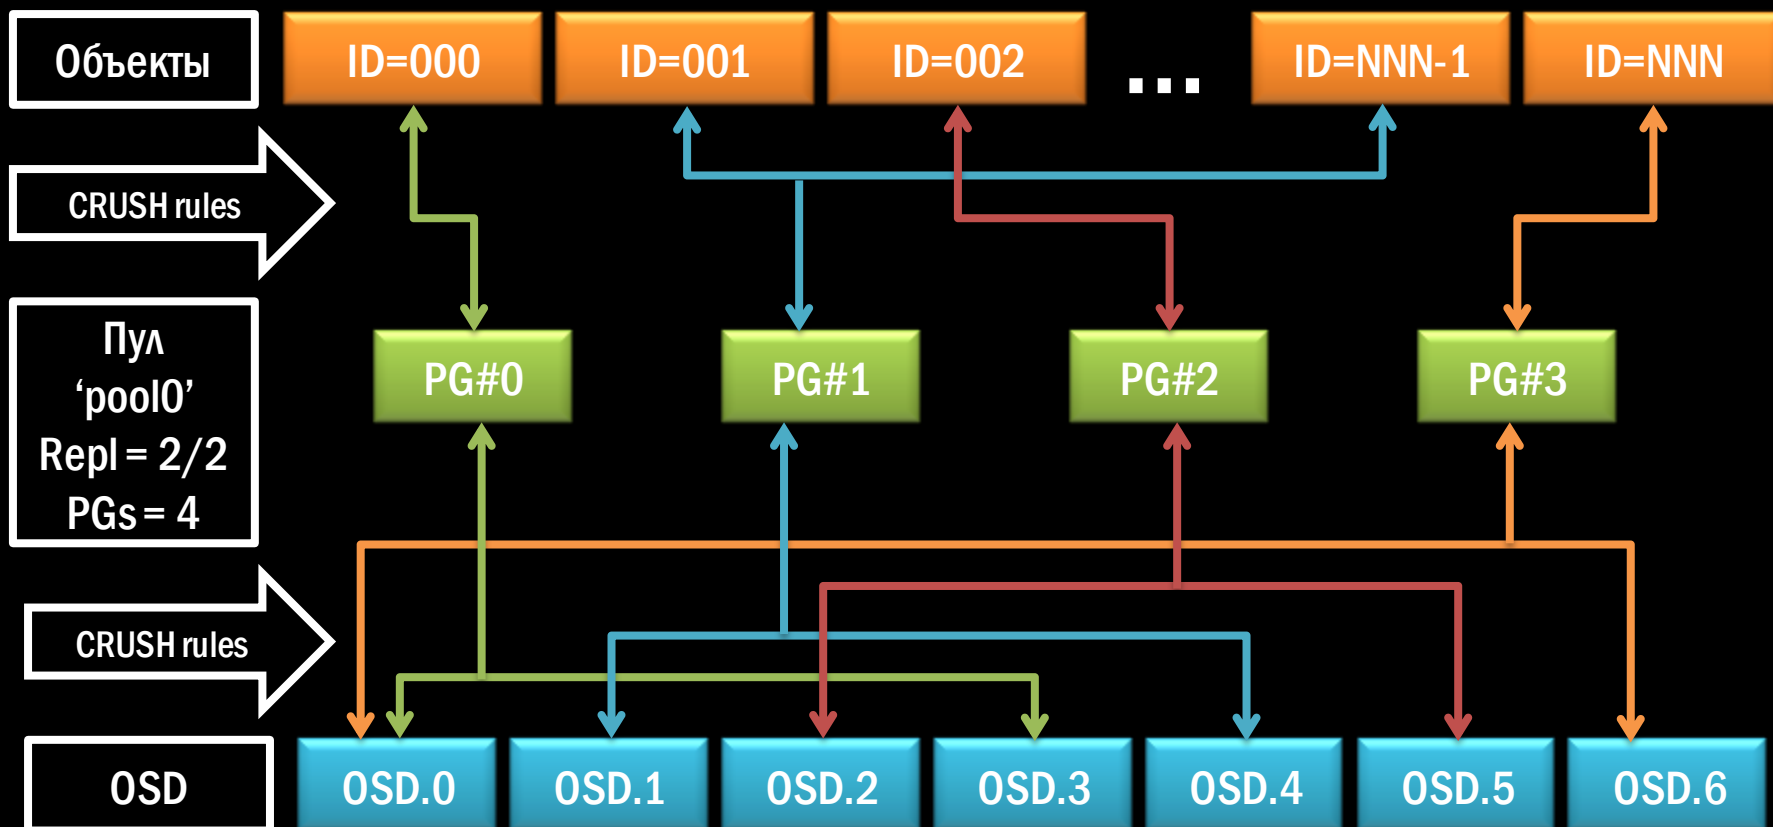 Объекты
ID=000
ID=001
ID=002
...
ID=NNN-1
ID=NNN
CRUSH rules
Пул
‘pool0’
Repl = 2/2
PGs = 4
PG#0
PG#1
PG#2
PG#3
CRUSH rules
OSD
OSD.0
OSD.1
OSD.2
OSD.3
OSD.4
OSD.5
OSD.6